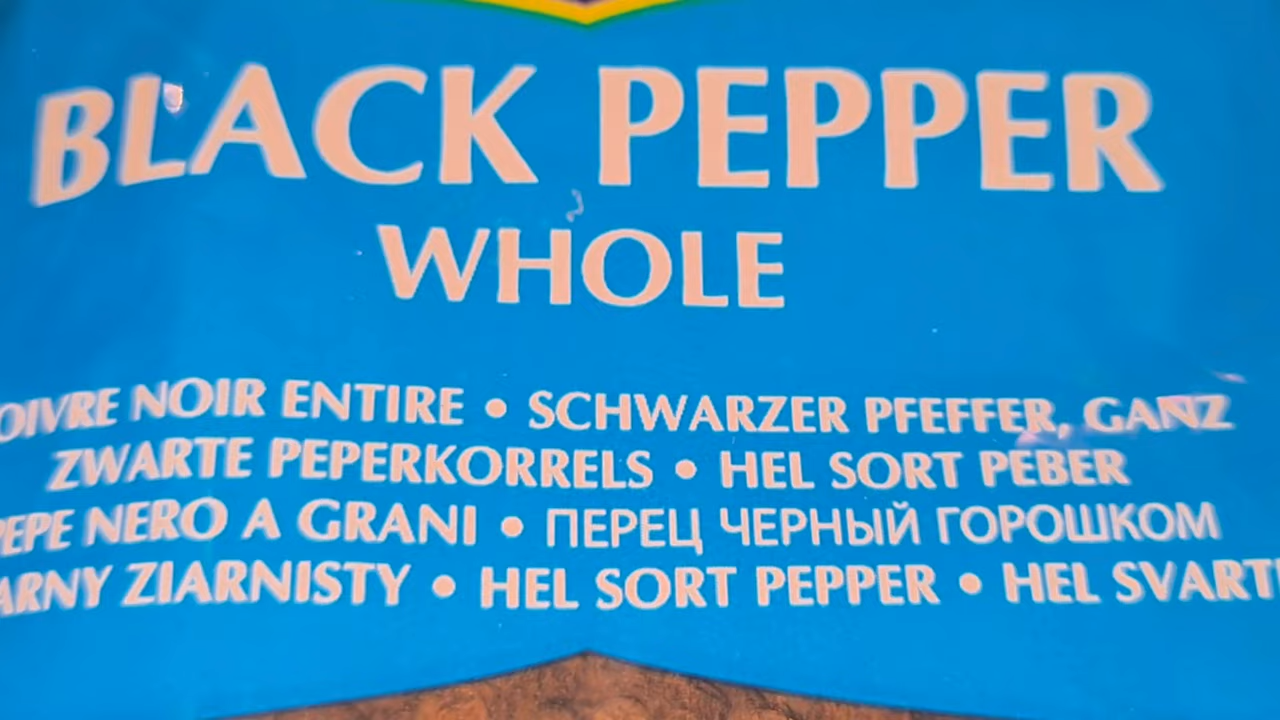 BLACK PEPPER
WHOLE
OIVRE NOIR ENTIRE • SCHWARZER PFEFFER, GANZ
ZWARTE PEPERKORRELS • HEL SORT PEBER
PEPE NERO A GRANI • ПЕРЕЦ ЧЕРНЫЙ ГОРОШКОМ
ARNY ZIARNISTY • HEL SORT PEPPER • HEL SVART